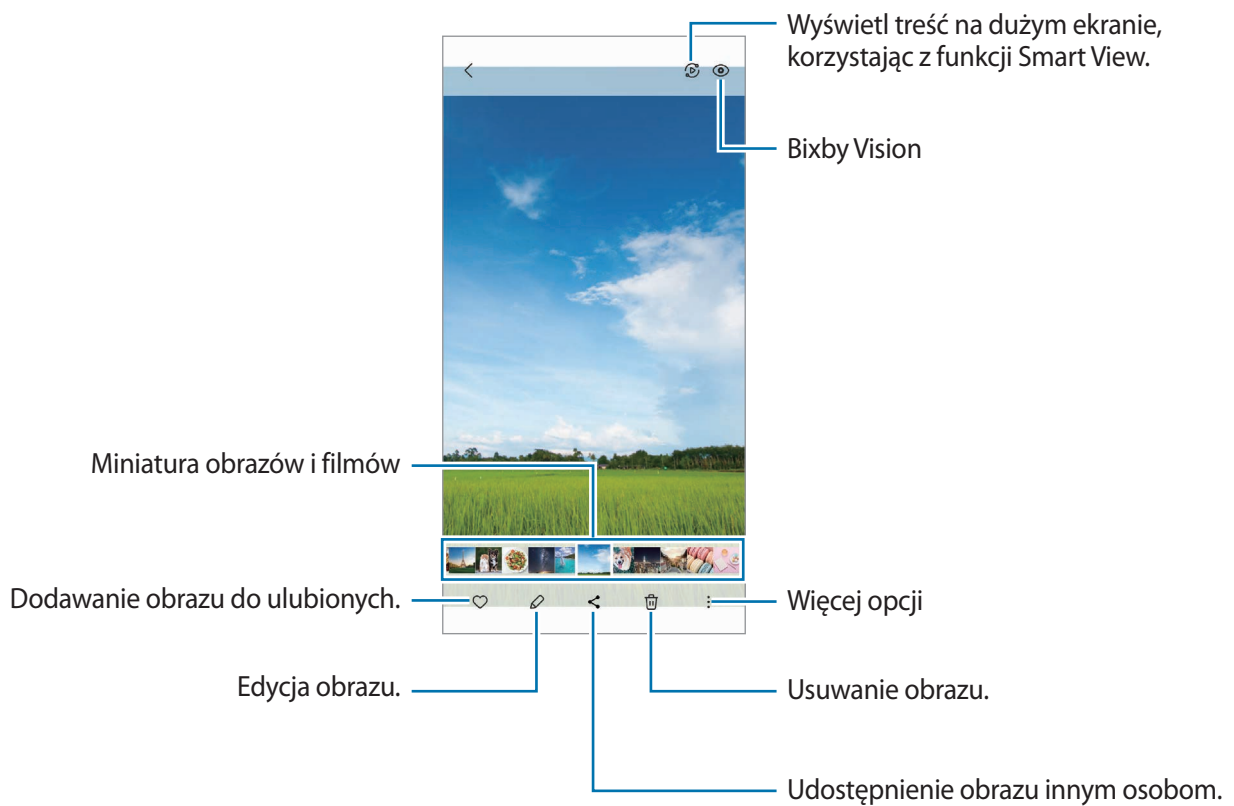 Wyświetl treść na dużym ekranie,
korzystając z funkcji Smart View.
Bixby Vision
Miniatura obrazów i filmów
Dodawanie obrazu do ulubionych.
Więcej opcji
Edycja obrazu.
Usuwanie obrazu.
Udostępnienie obrazu innym osobom.